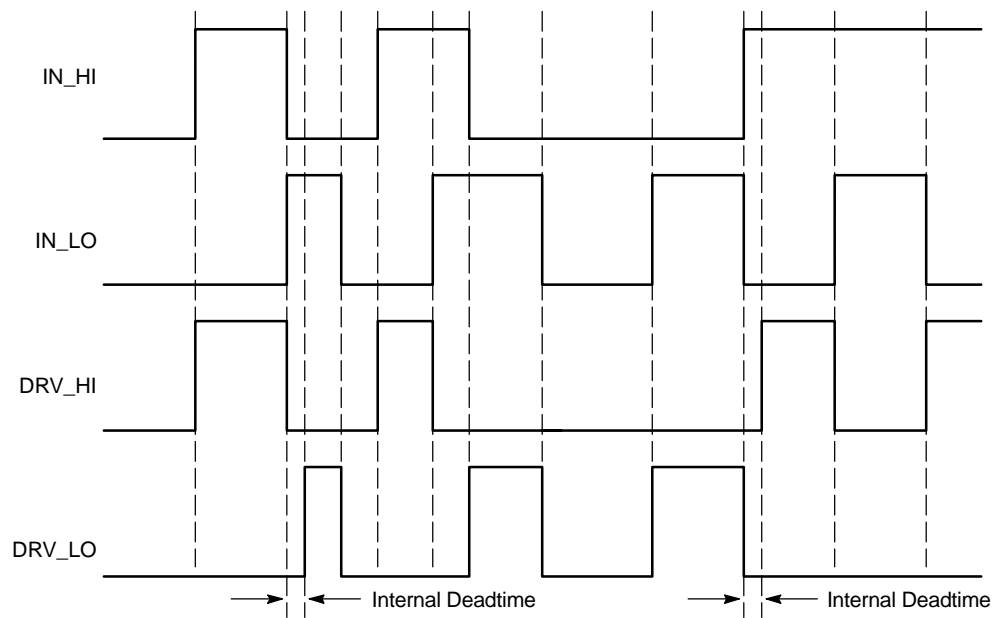 IN_HI
IN_LO
DRV_HI
DRV_LO
Internal Deadtime
Internal Deadtime